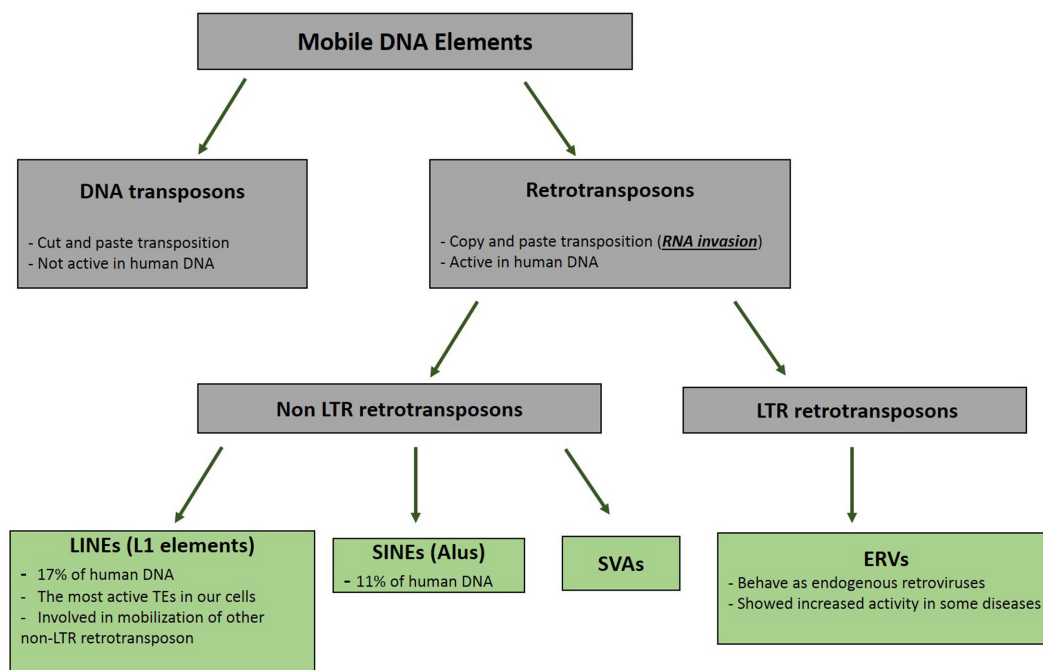 Mobile DNA Elements
DNA transposons
- Cut and paste transposition
- Not active in human DNA
Retrotransposons
- Copy and paste transposition (RNA invasion)
- Active in human DNA
Non LTR retrotransposons
LTR retrotransposons
LINEs (L1 elements)
- 17% of human DNA
- The most active TEs in our cells
- Involved in mobilization of other
non-LTR retrotransposon
SINEs (Alus)
- 11% of human DNA
SVAs
ERVs
- Behave as endogenous retroviruses
- Showed increased activity in some diseases